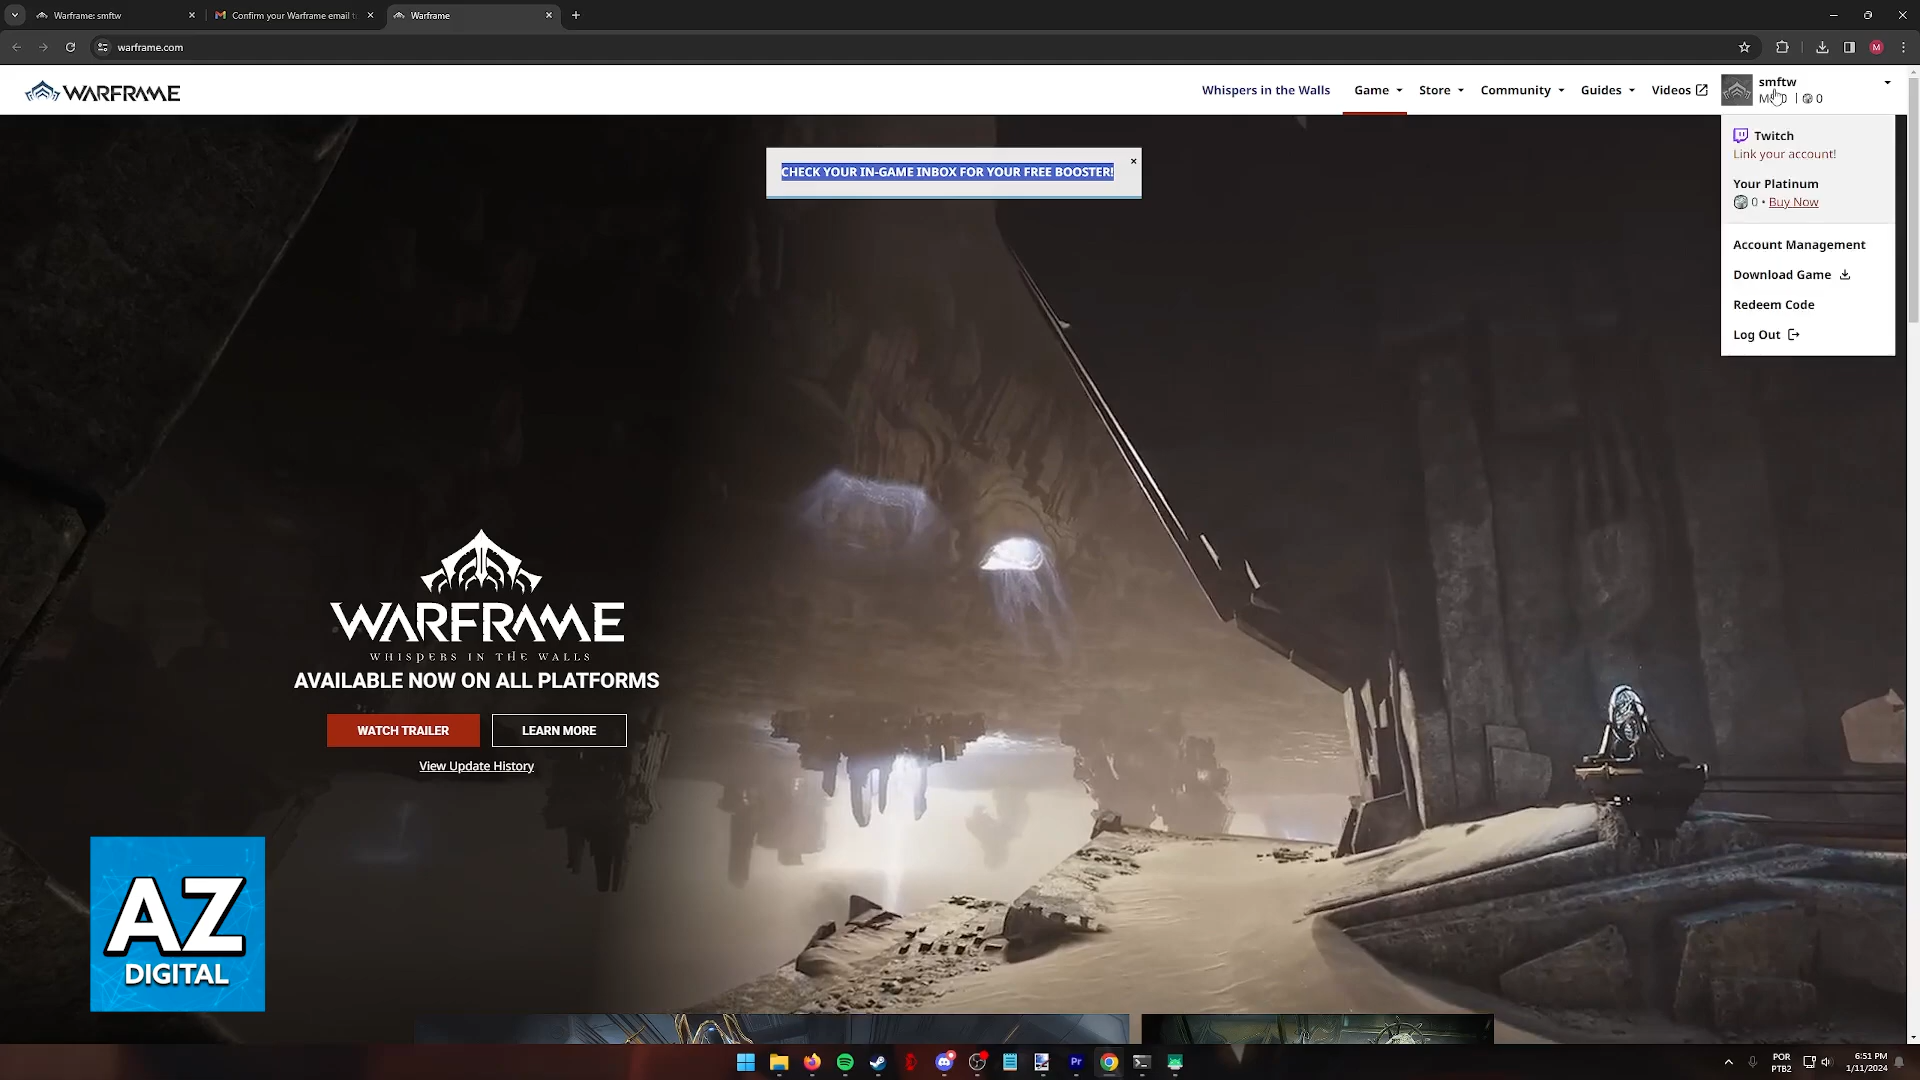 Warframe: smftw
Confirm your Warframe email t
Warframe
warframe.com
M
WARFRAME
Whispers in the Walls
Game
Store
Community
Guides
Videos
smftw
0
CHECK YOUR IN-GAME INBOX FOR YOUR FREE BOOSTER!
Twitch
Link your account!
Your Platinum
0 • Buy Now
Account Management
Download Game
Redeem Code
Log Out
WARFRAME
WHISPERS IN THE WALLS
AVAILABLE NOW ON ALL PLATFORMS
WATCH TRAILER
LEARN MORE
View Update History
AZ
DIGITAL
Pr
POR
PTB2
6:51 PM
1/11/2024